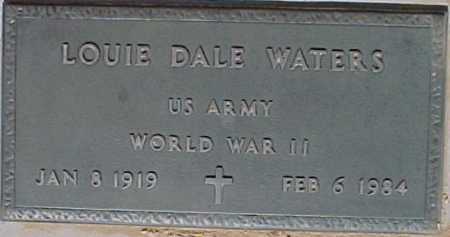 LOUIE DALE WATERS
US ARMY
WORLD WAR II
JAN 8 1919 FEB 6 1984